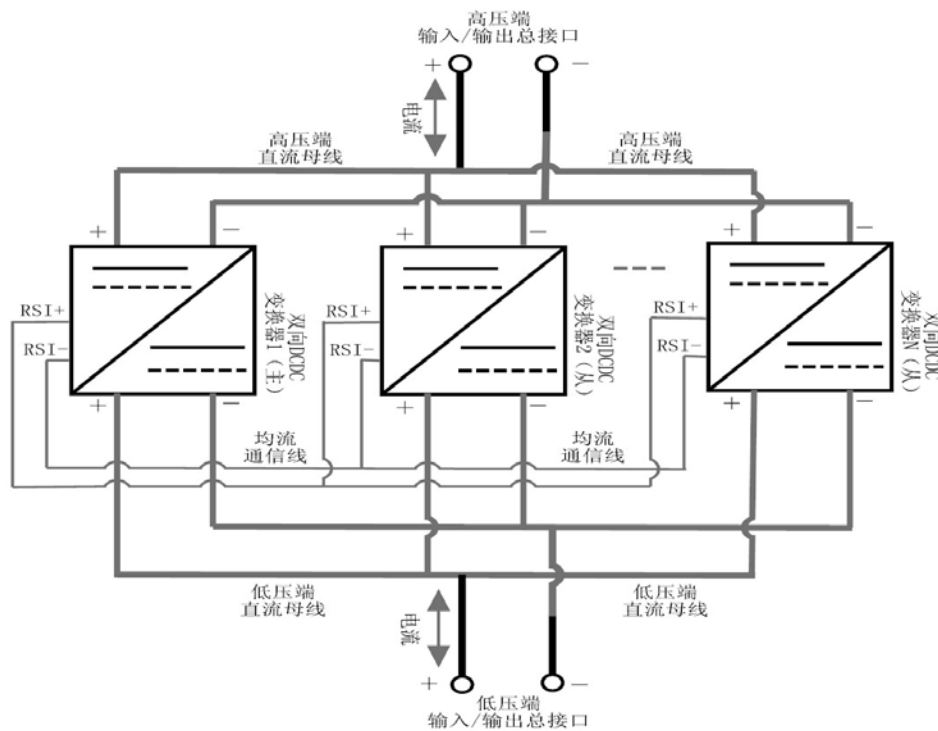 高压端
输入/输出总接口
+
−
电流
高压端
直流母线
高压端
直流母线
+
−
+
−
+
−
RSI+
RSI-
双向DCDC
变换器1（主）
RSI+
RSI-
双向DCDC
变换器2（从）
RSI+
RSI-
双向DCDC
变换器N（从）
+
−
+
−
+
−
均流
通信线
均流
通信线
低压端
直流母线
低压端
直流母线
电流
+
−
低压端
输入/输出总接口